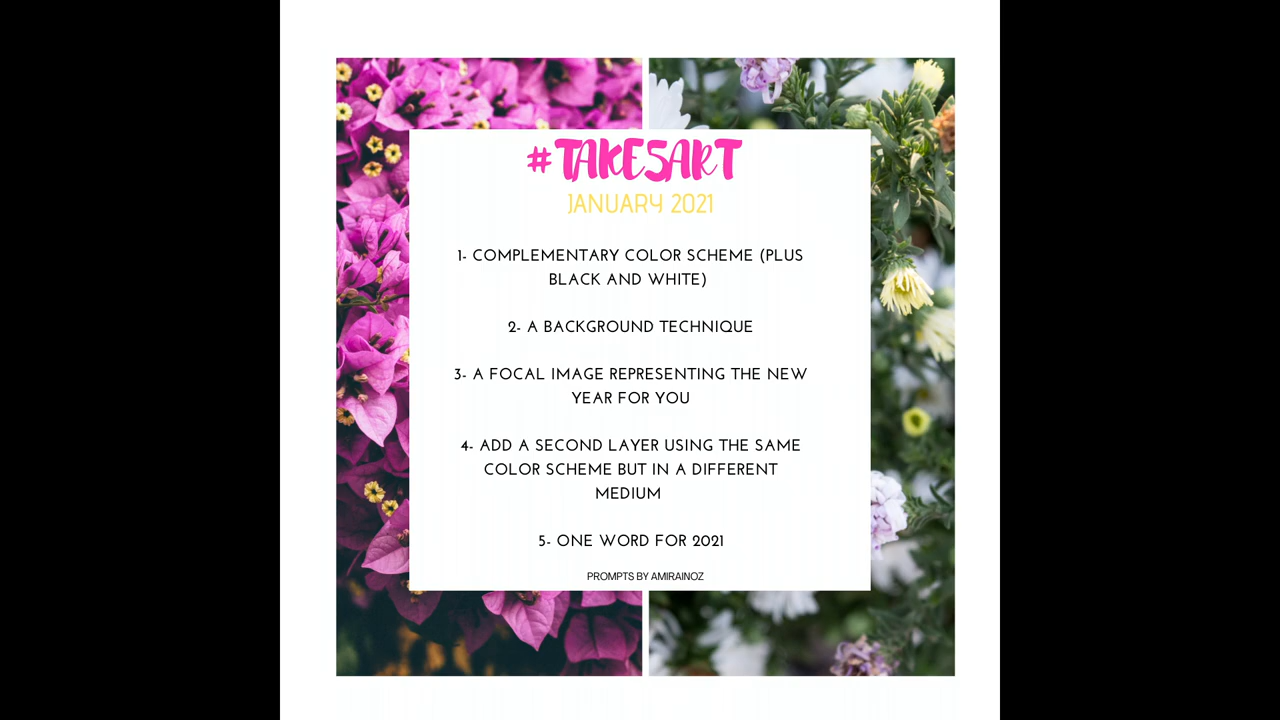 #TAKE5ART
JANUARY 2021
1- COMPLEMENTARY COLOR SCHEME (PLUS
BLACK AND WHITE)
2- A BACKGROUND TECHNIQUE
3- A FOCAL IMAGE REPRESENTING THE NEW
YEAR FOR YOU
4- ADD A SECOND LAYER USING THE SAME
COLOR SCHEME BUT IN A DIFFERENT
MEDIUM
5- ONE WORD FOR 2021
PROMPTS BY AMIRAINOZ